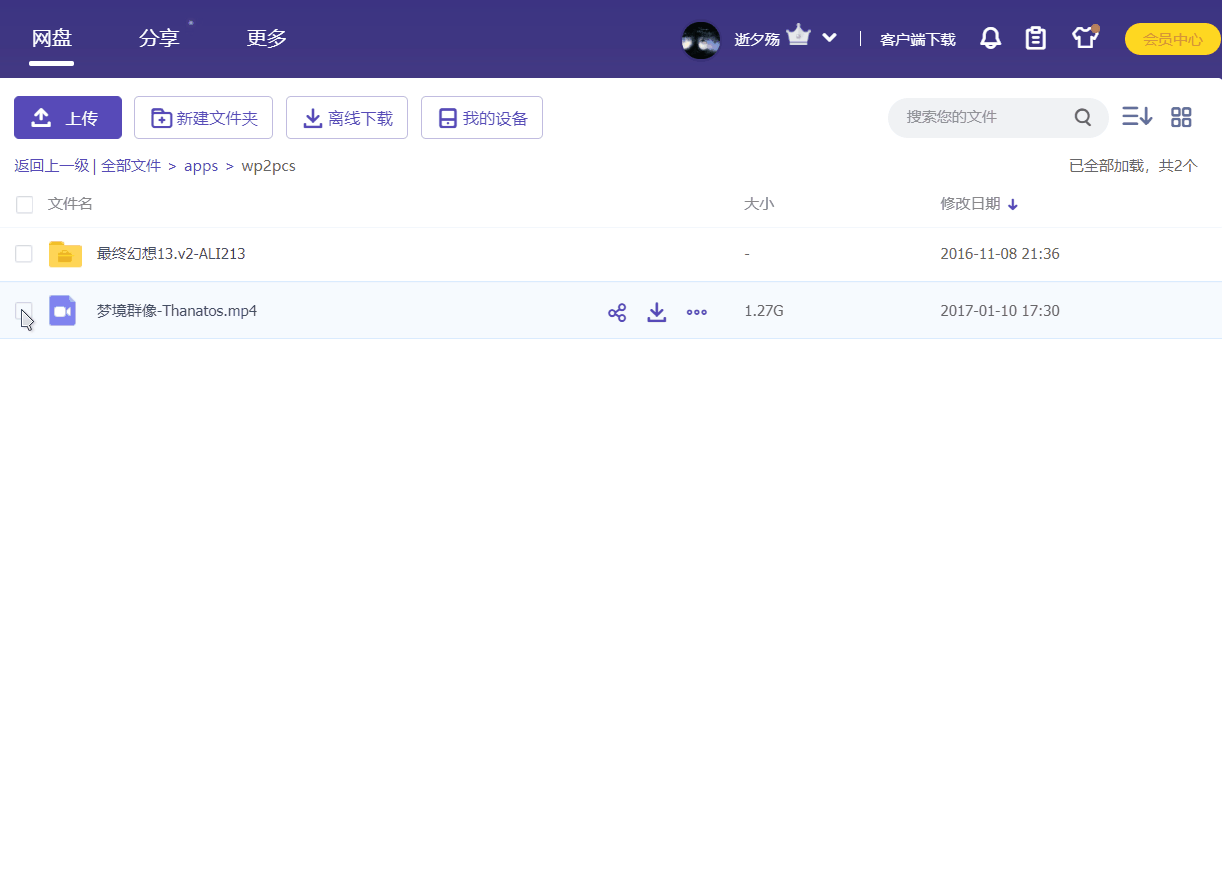 网盘 分享 更多 逝夕殇 客户端下载 会员中心
上传 新建文件夹 离线下载 我的设备 搜索您的文件
返回上一级 | 全部文件 > apps > wp2pcs 已全部加载，共2个
文件名 大小 修改日期
最终幻想13.v2-ALI213 - 2016-11-08 21:36
梦境群像-Thanatos.mp4 1.27G 2017-01-10 17:30